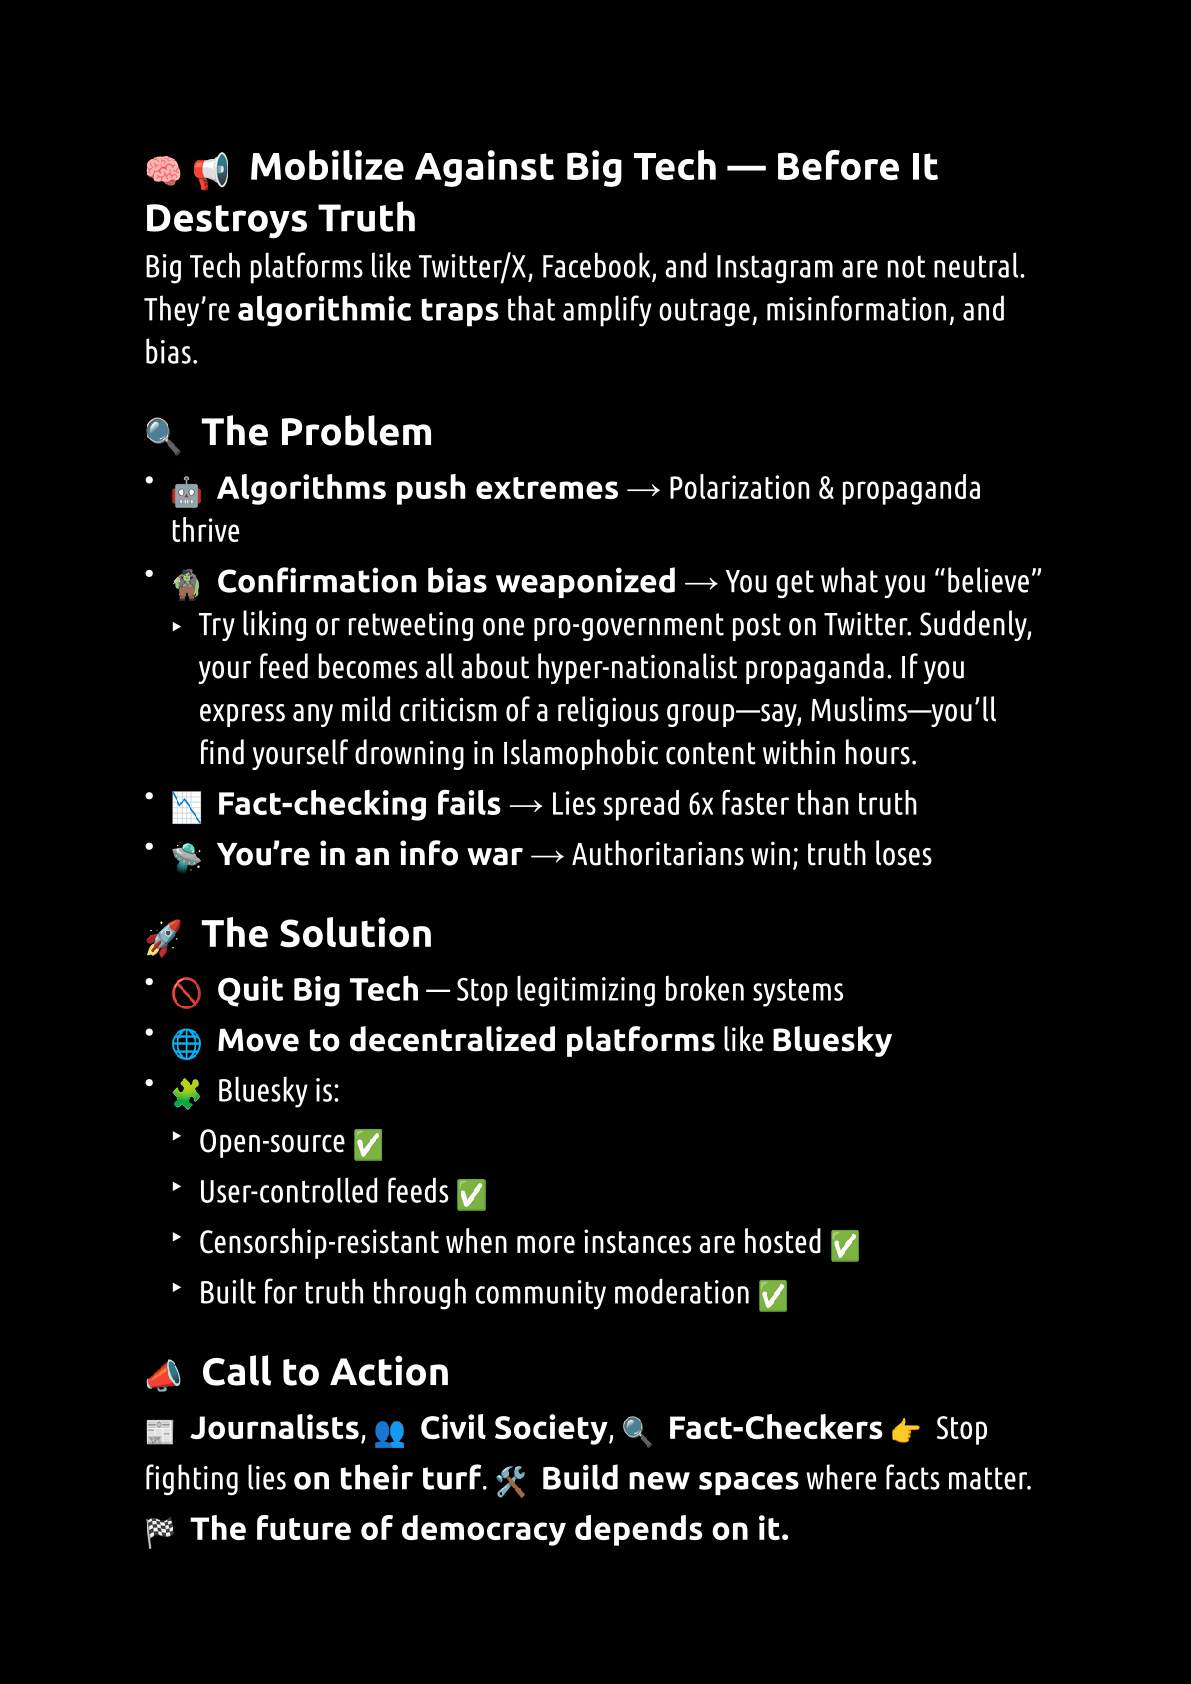 🧠📢 Mobilize Against Big Tech — Before It
Destroys Truth
Big Tech platforms like Twitter/X, Facebook, and Instagram are not neutral.
They’re algorithmic traps that amplify outrage, misinformation, and
bias.
🔍 The Problem
• 🤖 Algorithms push extremes ⟶ Polarization & propaganda
thrive
• 🧌 Confirmation bias weaponized ⟶ You get what you “believe”
‣ Try liking or retweeting one pro-government post on Twitter. Suddenly,
your feed becomes all about hyper-nationalist propaganda. If you
express any mild criticism of a religious group—say, Muslims—you’ll
find yourself drowning in Islamophobic content within hours.
• 📉 Fact-checking fails ⟶ Lies spread 6x faster than truth
• 🛸 You’re in an info war ⟶ Authoritarians win; truth loses
🚀 The Solution
• 🚫 Quit Big Tech — Stop legitimizing broken systems
• 🌐 Move to decentralized platforms like Bluesky
• 🧩 Bluesky is:
‣ Open-source ✅
‣ User-controlled feeds ✅
‣ Censorship-resistant when more instances are hosted ✅
‣ Built for truth through community moderation ✅
📣 Call to Action
📰 Journalists, 👥 Civil Society, 🔍 Fact-Checkers 👉 Stop
fighting lies on their turf. 🛠️ Build new spaces where facts matter.
🏁 The future of democracy depends on it.